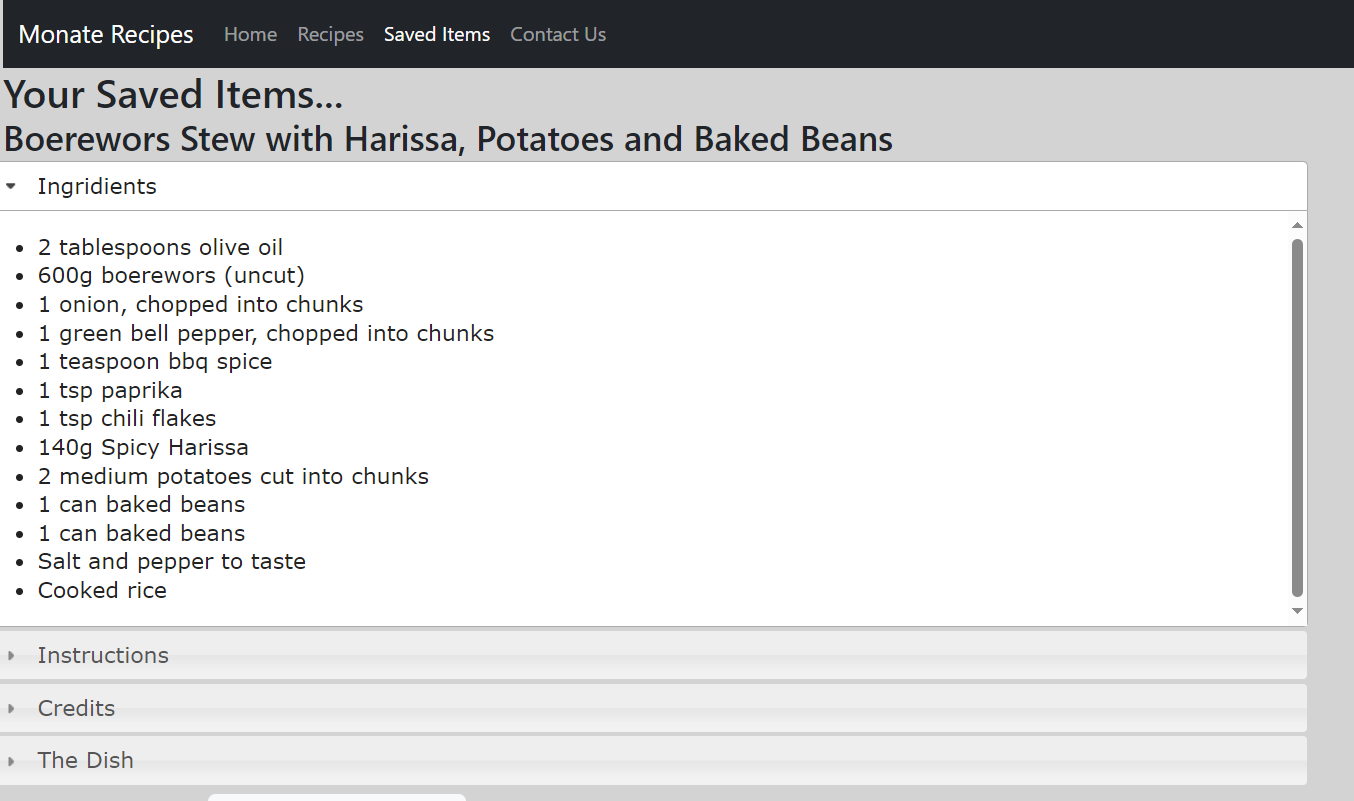 Monate Recipes Home Recipes Saved Items Contact Us
Your Saved Items...
Boerewors Stew with Harissa, Potatoes and Baked Beans
Ingridients
2 tablespoons olive oil
600g boerewors (uncut)
1 onion, chopped into chunks
1 green bell pepper, chopped into chunks
1 teaspoon bbq spice
1 tsp paprika
1 tsp chili flakes
140g Spicy Harissa
2 medium potatoes cut into chunks
1 can baked beans
1 can baked beans
Salt and pepper to taste
Cooked rice
Instructions
Credits
The Dish